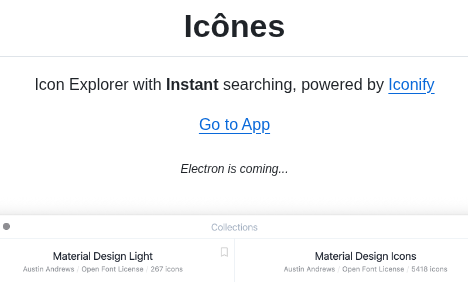 Icônes
Icon Explorer with Instant searching, powered by Iconify
Go to App
Electron is coming...
Collections
Material Design Light
Austin Andrews / Open Font License / 267 icons
Material Design Icons
Austin Andrews / Open Font License / 5418 icons